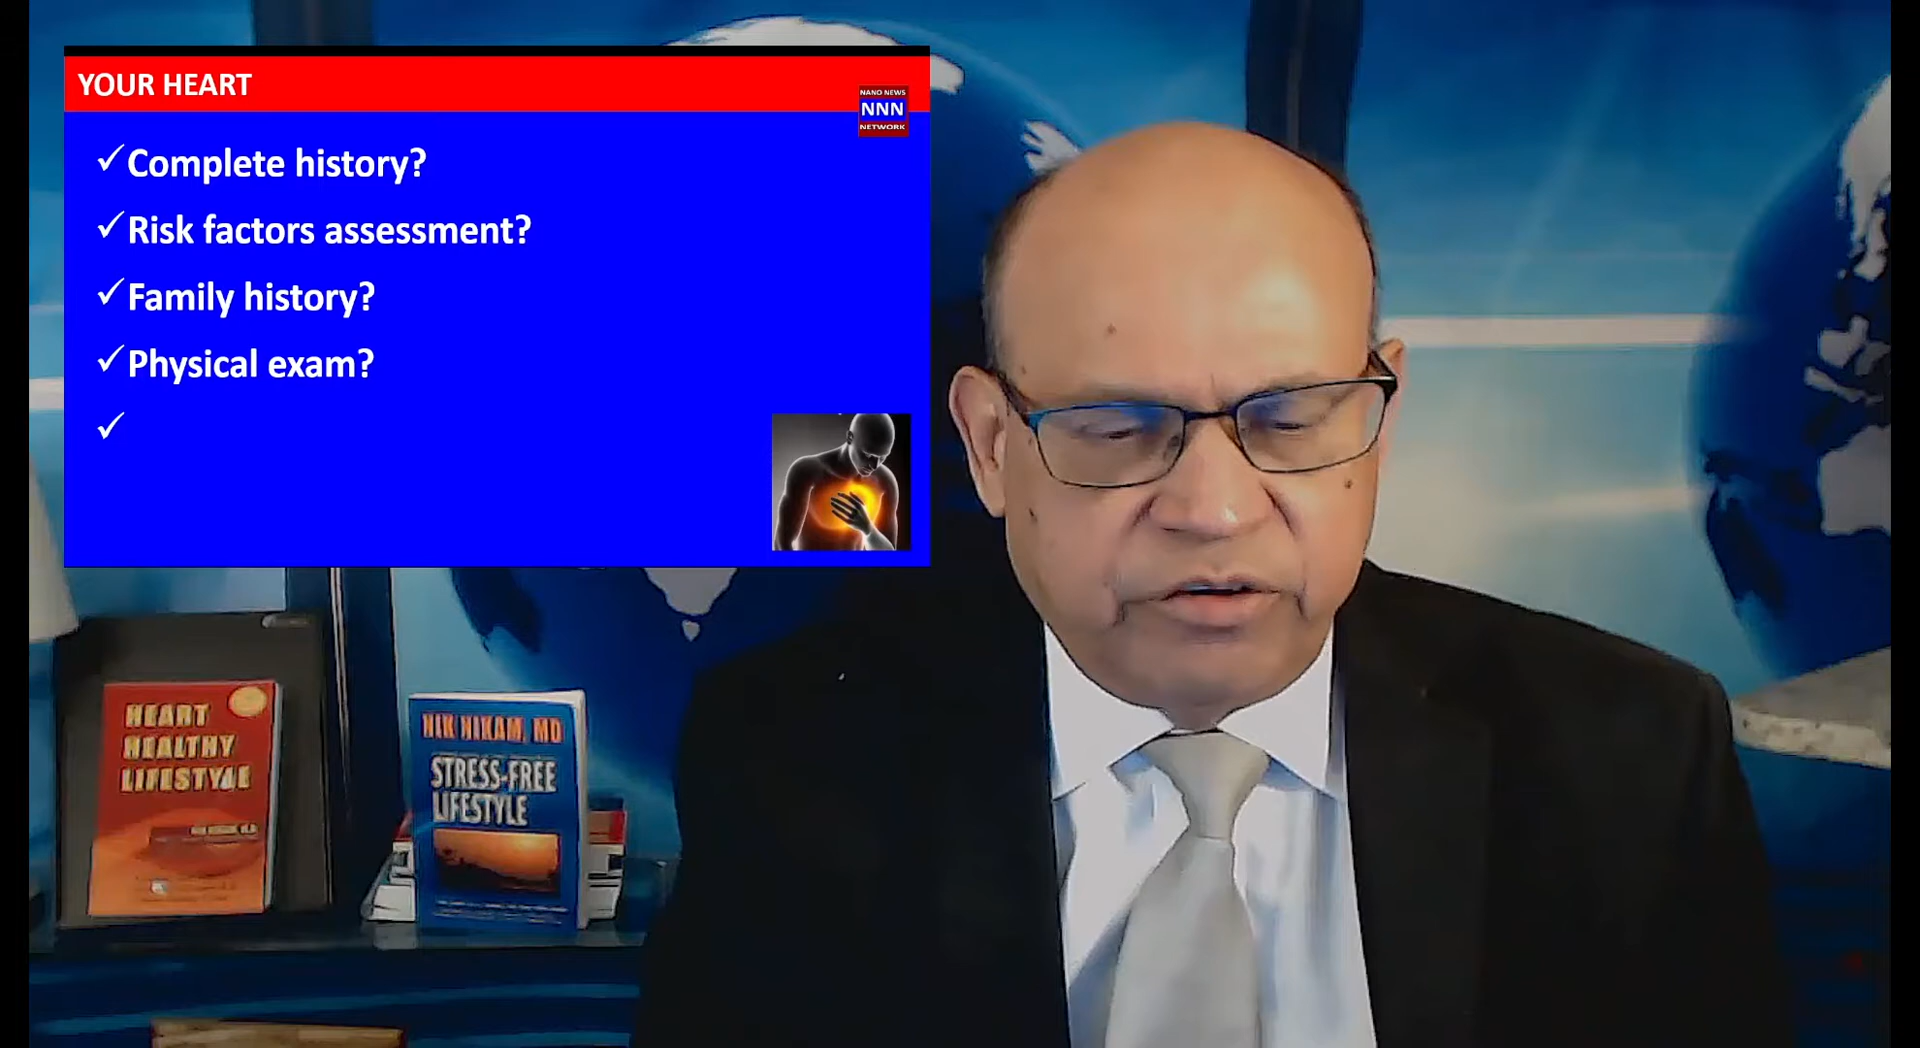 YOUR HEART
NANO NEWS
NNN
NETWORK
✓Complete history?
✓Risk factors assessment?
✓Family history?
✓Physical exam?
✓
HEART
HEALTHY
LIFESTYLE
NIK NIKAM, MD
STRESS-FREE
LIFESTYLE